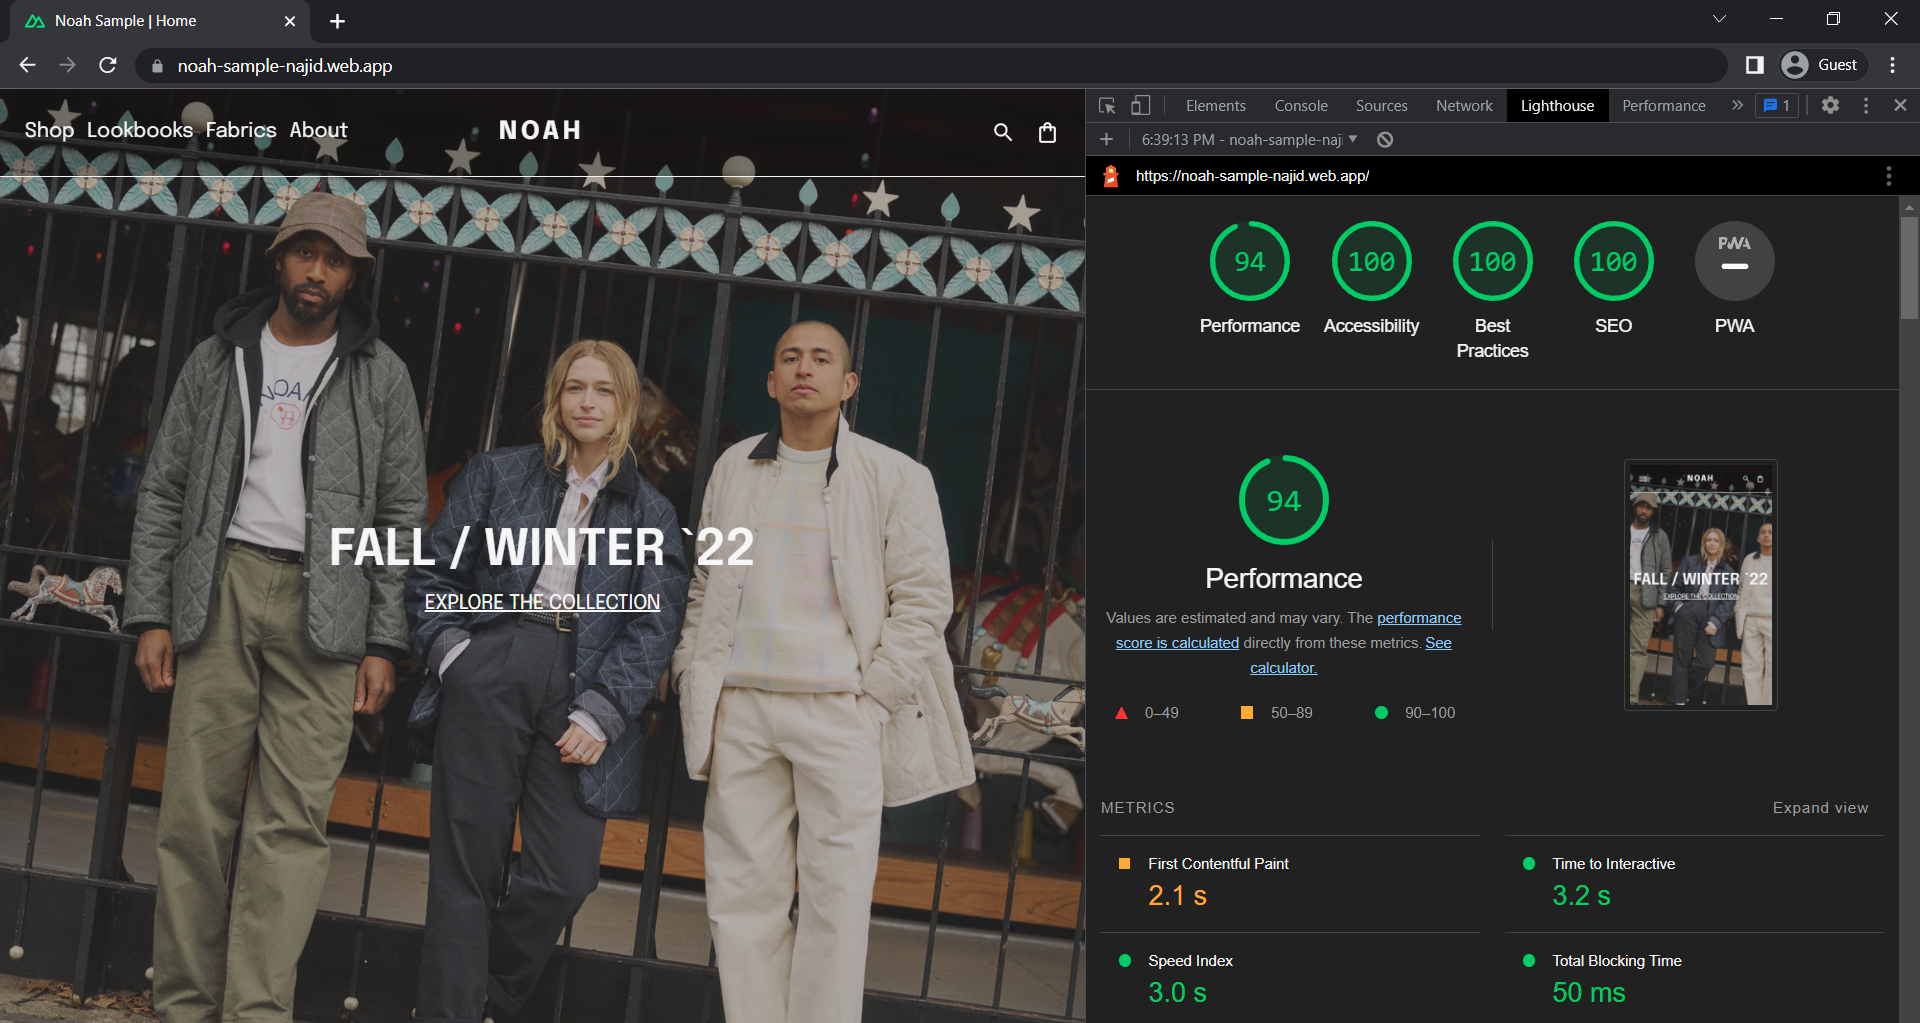 Noah Sample | Home
noah-sample-najid.web.app
Guest
Shop Lookbooks Fabrics About
NOAH
NOAH
FALL / WINTER `22
EXPLORE THE COLLECTION
Elements Console Sources Network Lighthouse Performance 1
6:39:13 PM - noah-sample-naji
https://noah-sample-najid.web.app/
94 100 100 100 PWA
Performance Accessibility Best Practices SEO PWA
94
Performance
Values are estimated and may vary. The performance
score is calculated directly from these metrics. See
calculator.
0–49 50–89 90–100
NOAH
FALL / WINTER `22
EXPLORE THE COLLECTION
METRICS Expand view
First Contentful Paint
2.1 s
Time to Interactive
3.2 s
Speed Index
3.0 s
Total Blocking Time
50 ms